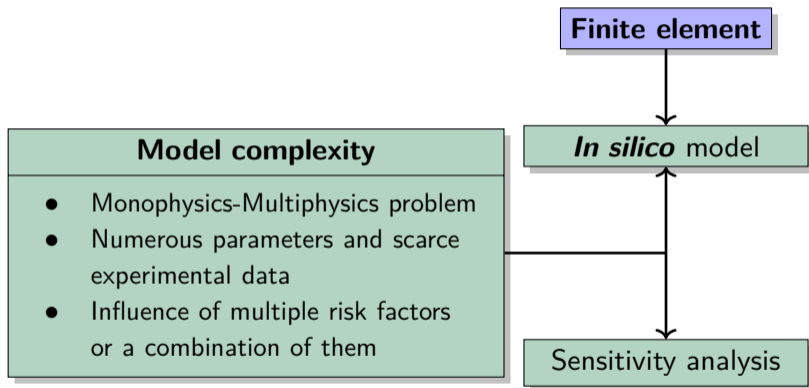 Finite element
In silico model
Model complexity
● Monophysics-Multiphysics problem
● Numerous parameters and scarce
experimental data
● Influence of multiple risk factors
or a combination of them
Sensitivity analysis